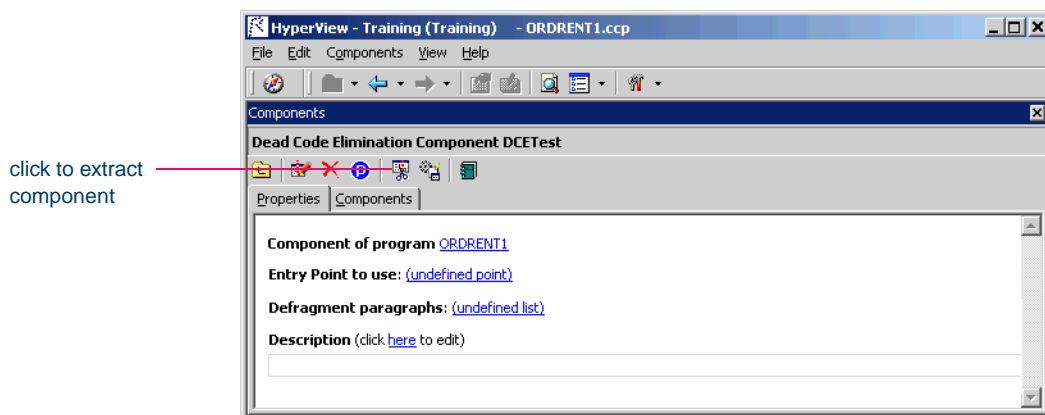 HyperView - Training (Training) - ORDRENT1.ccp
File Edit Components View Help
Components
Dead Code Elimination Component DCETest
click to extract
component
P
Properties Components
Component of program ORDRENT1
Entry Point to use: (undefined point)
Defragment paragraphs: (undefined list)
Description (click here to edit)